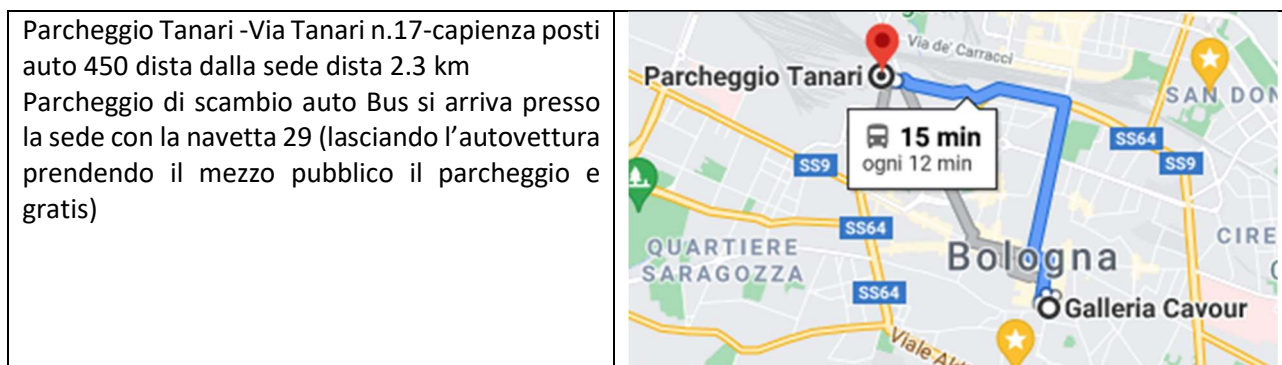 Parcheggio Tanari -Via Tanari n.17-capienza posti
auto 450 dista dalla sede dista 2.3 km
Parcheggio di scambio auto Bus si arriva presso
la sede con la navetta 29 (lasciando l’autovettura
prendendo il mezzo pubblico il parcheggio e
gratis)
Via de' Carracci
Parcheggio Tanari
SAN DON
15 min
ogni 12 min
SS64
SS9
SS9
SS64
QUARTIERE
SARAGOZZA
Bologna
CIRE
SS64
Galleria Cavour